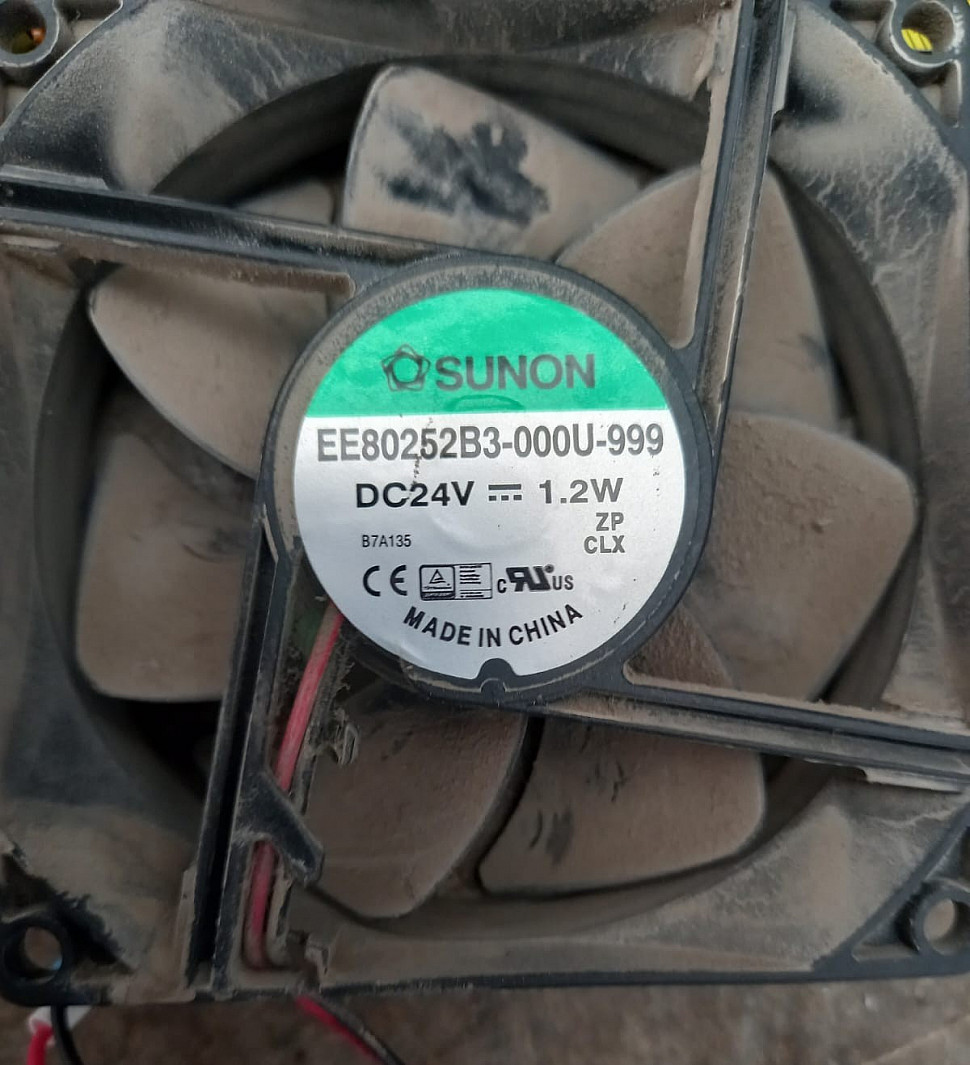 SUNON
EE80252B3-000U-999
DC24V ⎓ 1.2W
ZP
B7A135
CLX
CE
c RU US
MADE IN CHINA